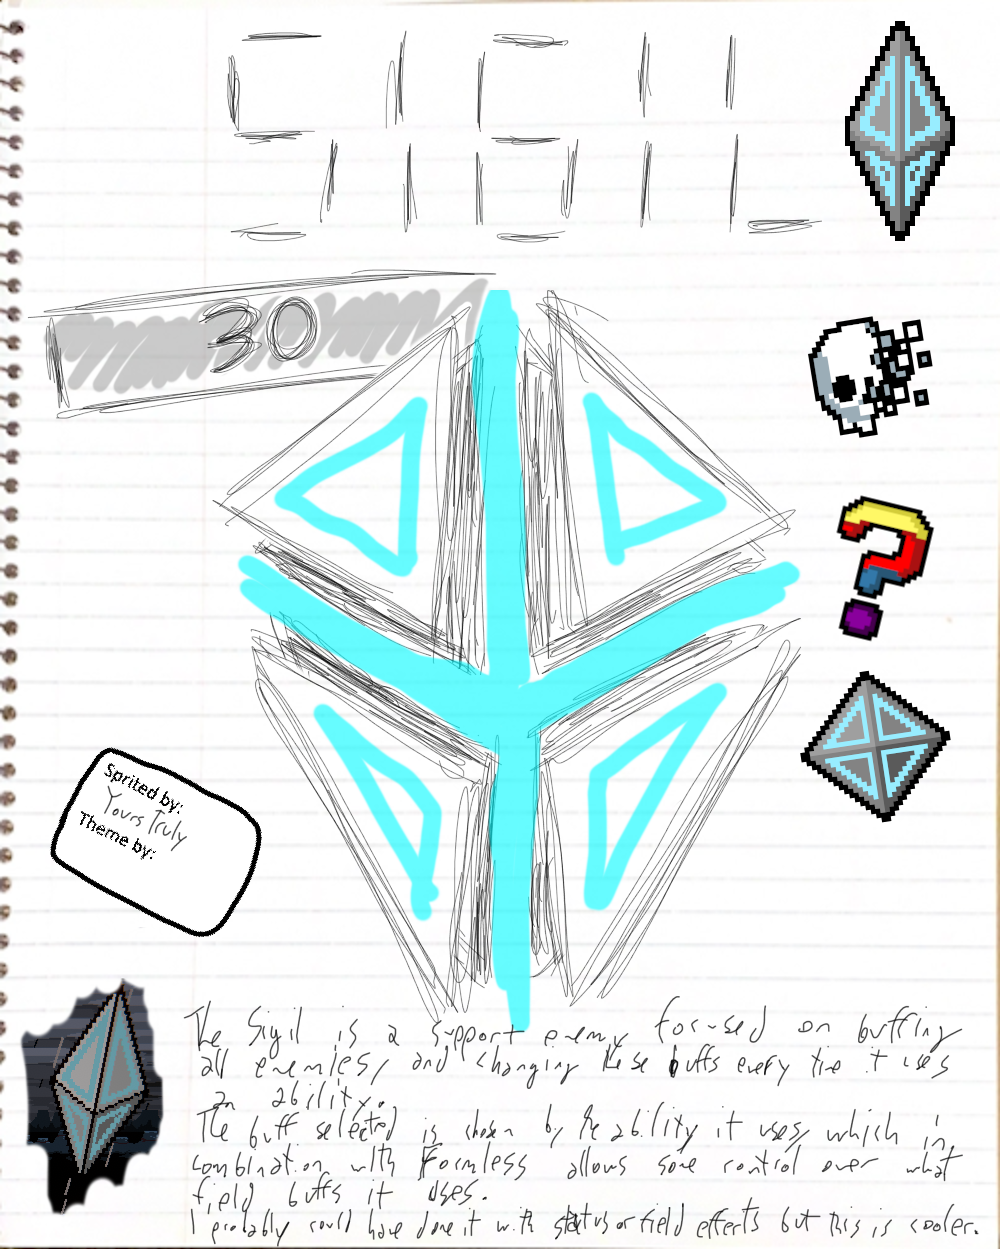 SIGIL
30
Sprited by:
Yours Truly
Theme by:
The Sigil is a support enemy focused on buffing
all enemies, and changing these buffs every time it uses
an ability.
The buff selected is chosen by the ability it uses, which in
combination with Formless allows some control over what
field buffs it uses.
I probably could have done it with status or field effects but this is cooler.